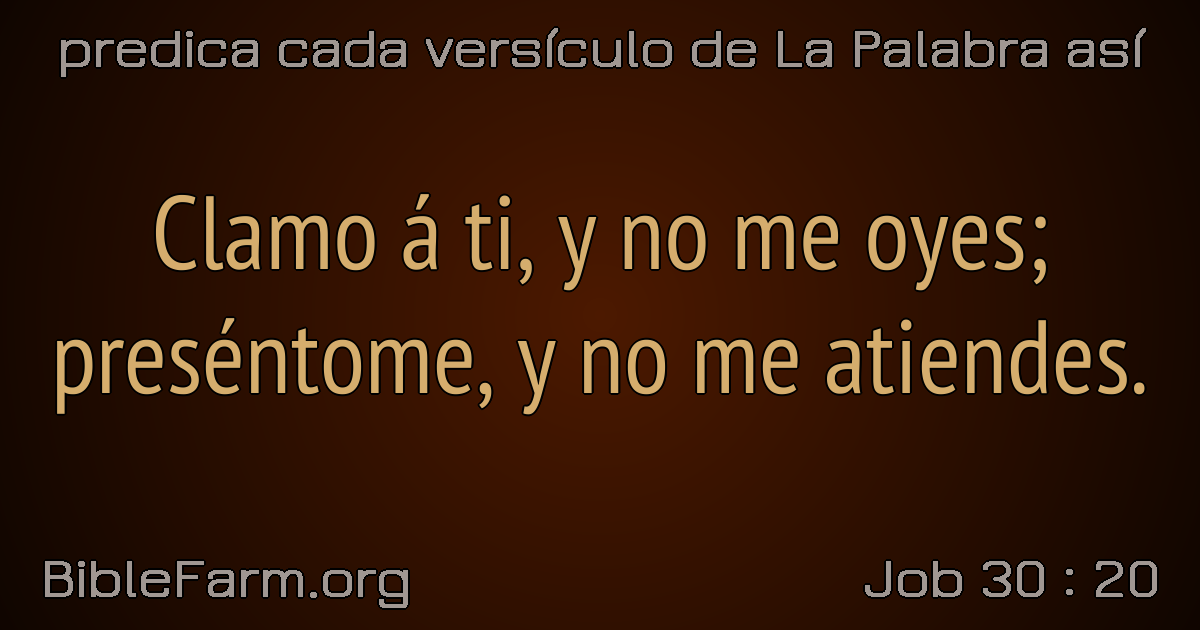 predica cada versículo de La Palabra así
Clamo á ti, y no me oyes;
preséntome, y no me atiendes.
BibleFarm.org
Job 30 : 20